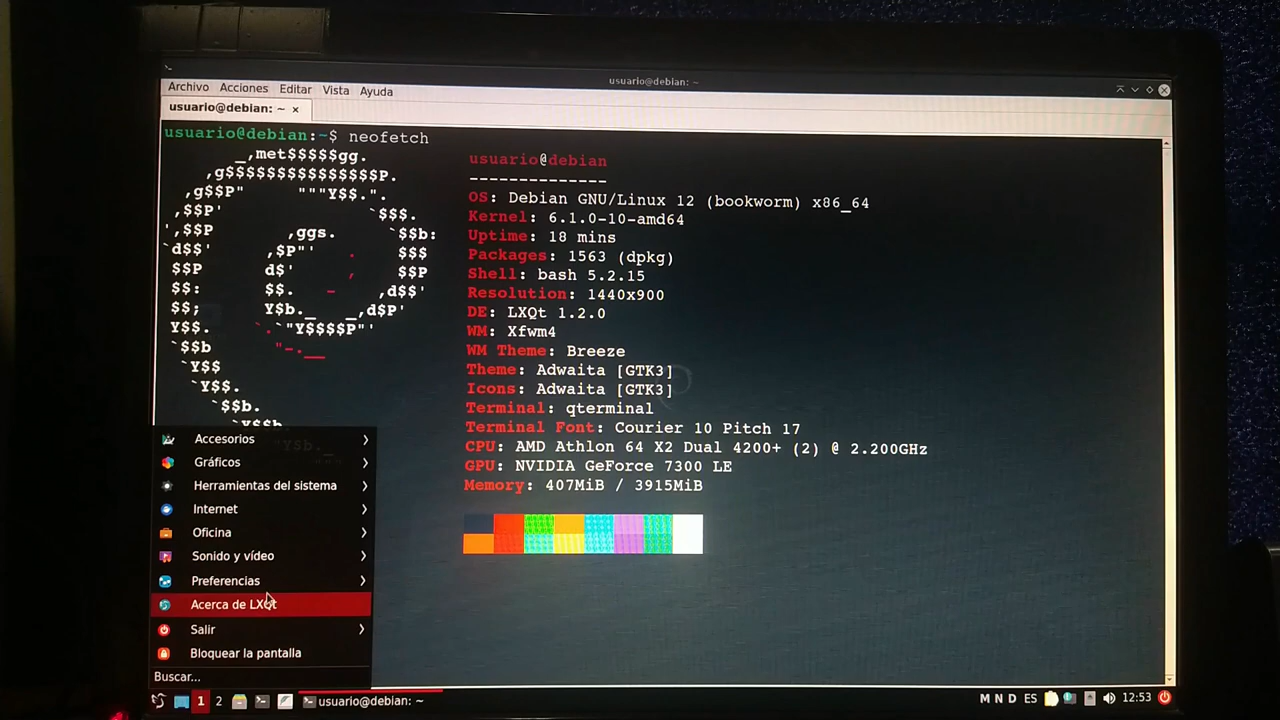 usuario@debian: ~
Archivo Acciones Editar Vista Ayuda
usuario@debian: ~ ×
usuario@debian:~$ neofetch
_,met$$$$$gg.
,g$$$$$$$$$$$$$$$P.
,g$$P" """Y$$.".
,$$P' `$$$.
',$$P ,ggs. `$$b:
`d$$' ,$P"' . $$$
$$P d$' , $$P
$$: $$. - ,d$$'
$$; Y$b._ _,d$P'
Y$$. `.`"Y$$$$P"'
`$$b "-.__
`Y$$
`Y$$.
`$$b.
`Y$$b.
usuario@debian
--------------
OS: Debian GNU/Linux 12 (bookworm) x86_64
Kernel: 6.1.0-10-amd64
Uptime: 18 mins
Packages: 1563 (dpkg)
Shell: bash 5.2.15
Resolution: 1440x900
DE: LXQt 1.2.0
WM: Xfwm4
WM Theme: Breeze
Theme: Adwaita [GTK3]
Icons: Adwaita [GTK3]
Terminal: qterminal
Terminal Font: Courier 10 Pitch 17
CPU: AMD Athlon 64 X2 Dual 4200+ (2) @ 2.200GHz
GPU: NVIDIA GeForce 7300 LE
Memory: 407MiB / 3915MiB
Accesorios
Gráficos
Herramientas del sistema
Internet
Oficina
Sonido y vídeo
Preferencias
Acerca de LXQt
Salir
Bloquear la pantalla
Buscar...
1 2 usuario@debian: ~ M N D ES 12:53